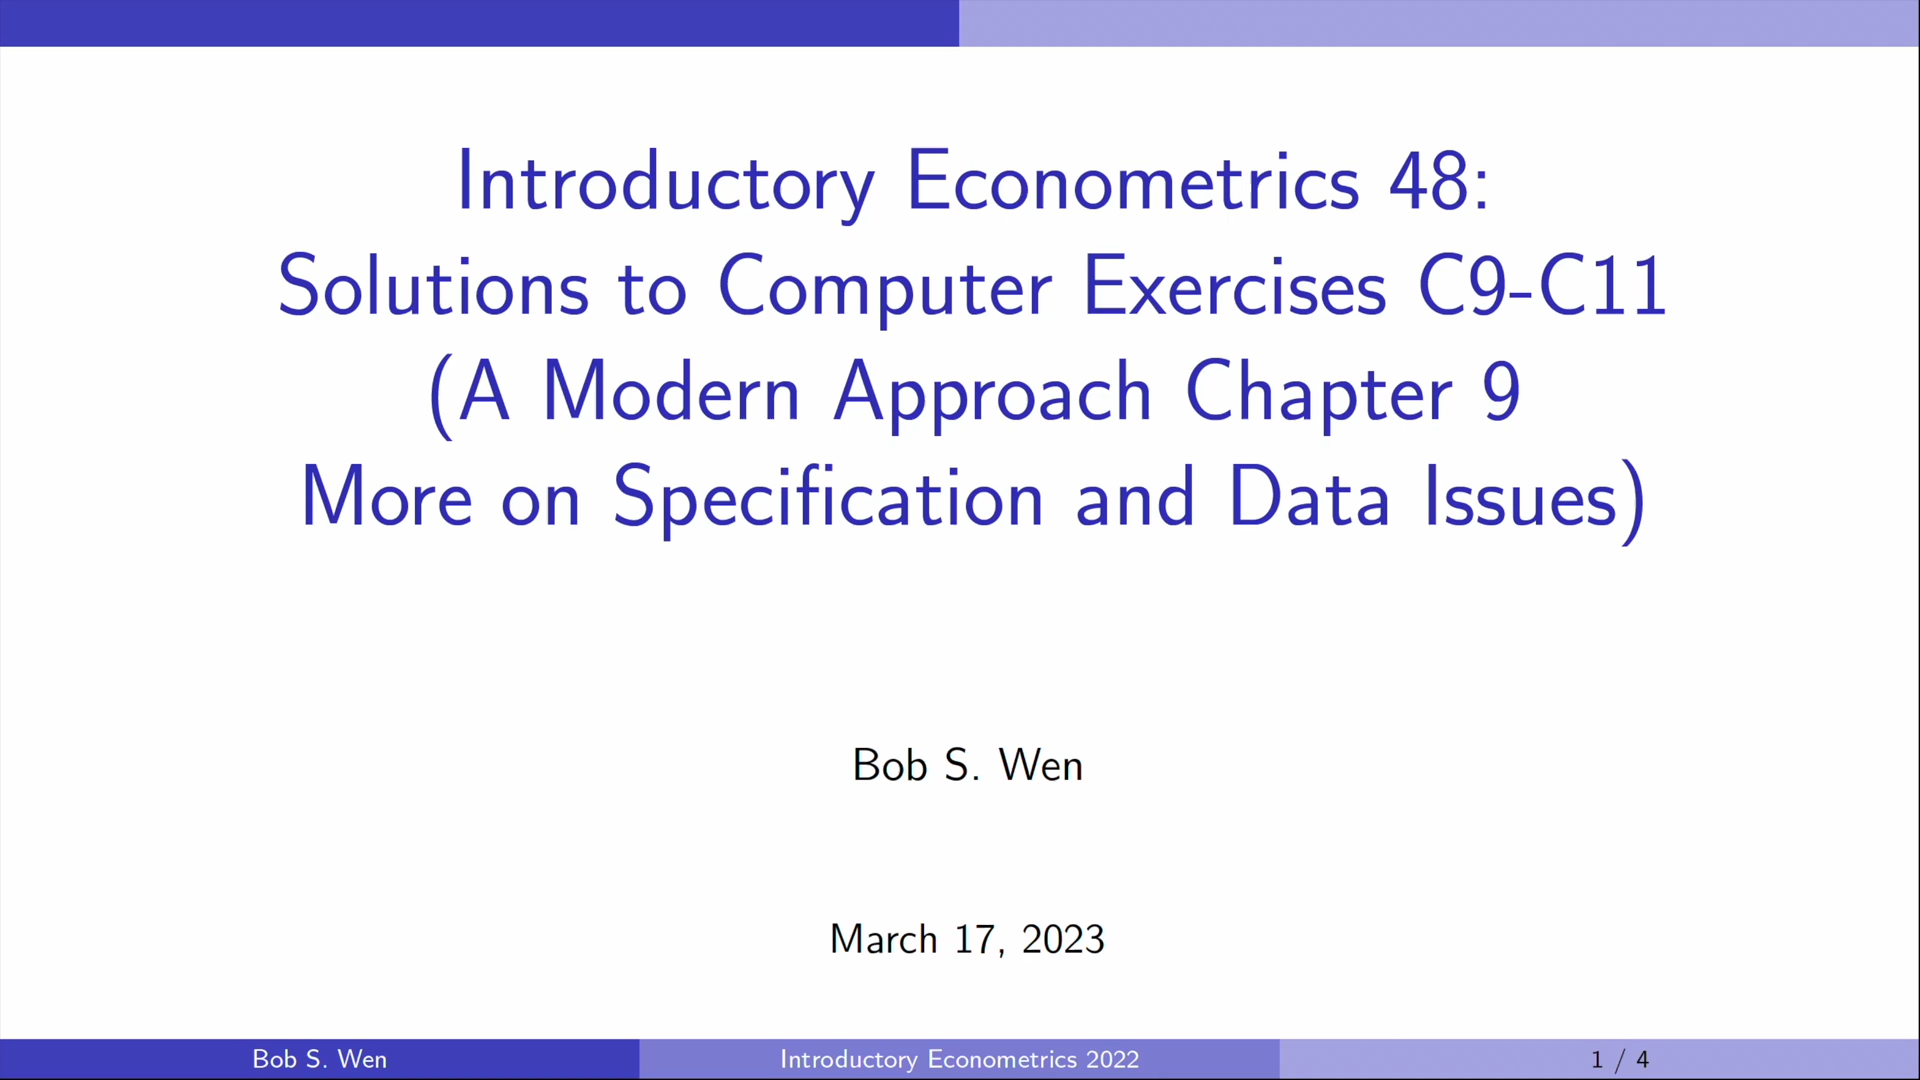 Introductory Econometrics 48:
Solutions to Computer Exercises C9-C11
(A Modern Approach Chapter 9
More on Specification and Data Issues)
Bob S. Wen
March 17, 2023
Bob S. Wen
Introductory Econometrics 2022
1 / 4